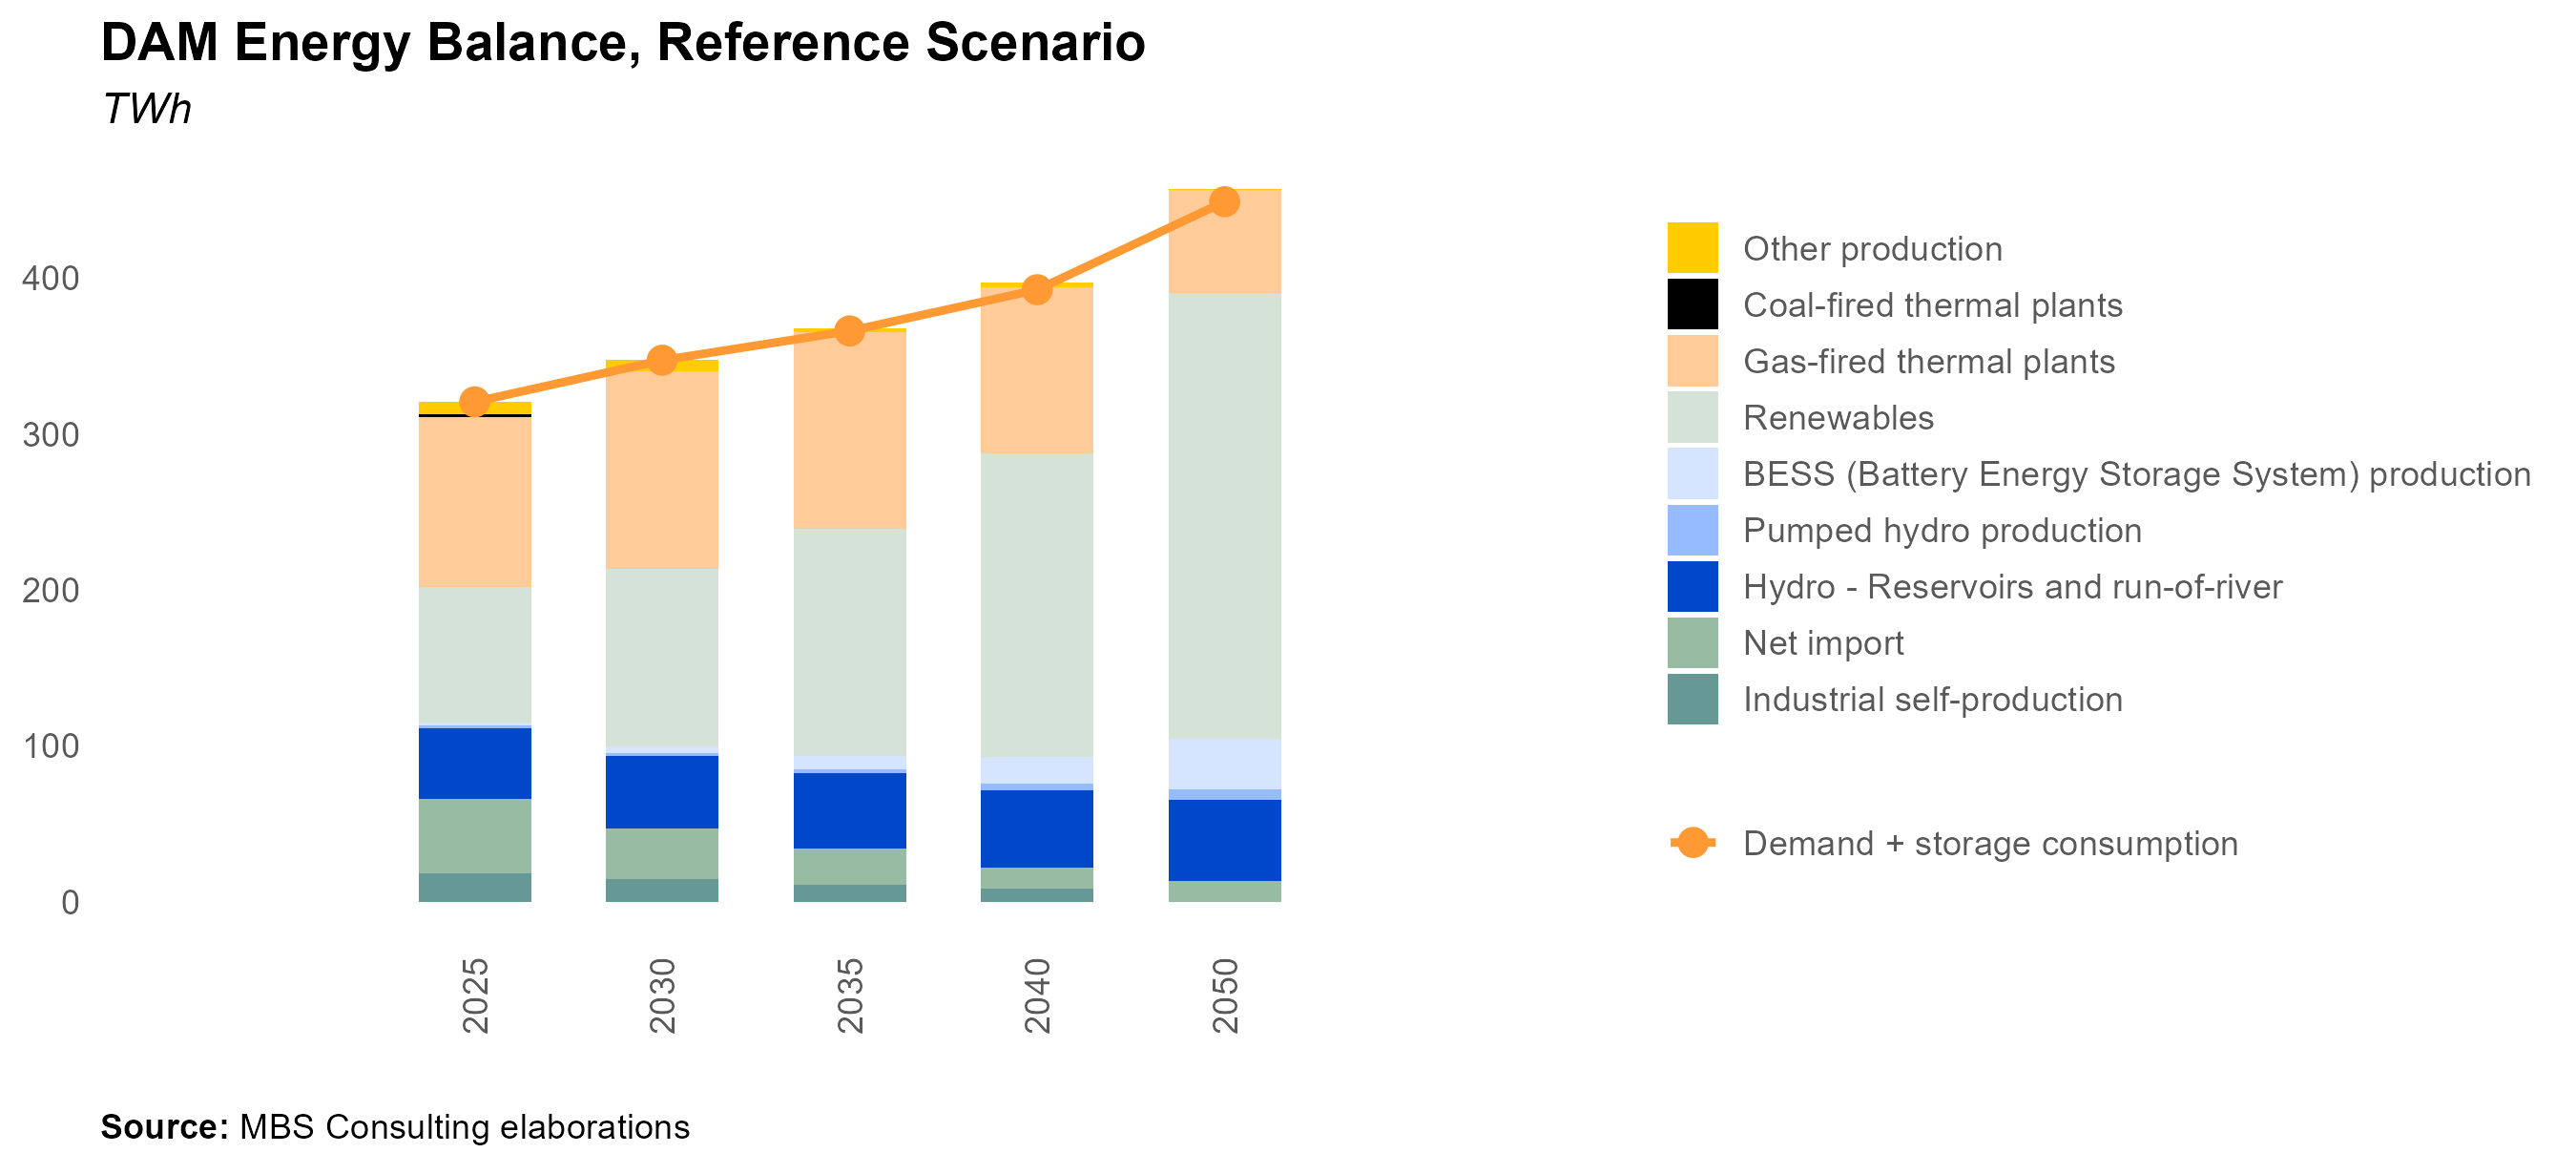 DAM Energy Balance, Reference Scenario
TWh
400
300
200
100
0
2025
2030
2035
2040
2050
Other production
Coal-fired thermal plants
Gas-fired thermal plants
Renewables
BESS (Battery Energy Storage System) production
Pumped hydro production
Hydro - Reservoirs and run-of-river
Net import
Industrial self-production
Demand + storage consumption
Source: MBS Consulting elaborations